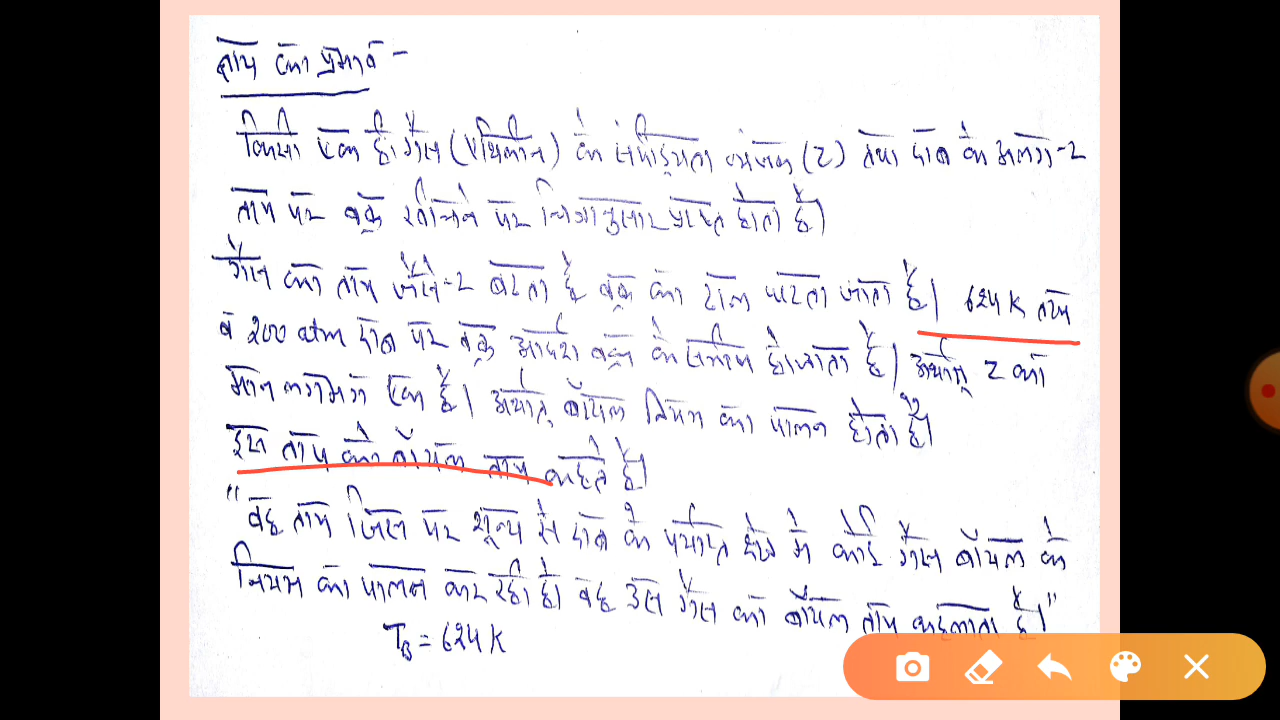 ताप का प्रभाव -
किसी एक ही गैस (एथिलीन) के संपीड्यता गुणांक (Z) तथा दाब के अलग-2
ताप पर वक्र खींचने पर चित्रानुसार प्राप्त होता है।
गैस का ताप जैसे-2 बढता है वक्र का ढाल घटता जाता है। 624 K ताप
व 200 atm दाब पर वक्र आदर्श वक्र के समीप हो जाता है। अर्थात् Z का
मान लगभग एक है। अर्थात् बॉयल नियम का पालन होता है।
इस ताप को बॉयल ताप कहते है।
"वह ताप जिस पर शून्य से दाब के पर्याप्त क्षेत्र मे कोई गैस बॉयल के
नियम का पालन कर रही हो वह उस गैस का बॉयल ताप कहलाता है।"
T_B = 624 K